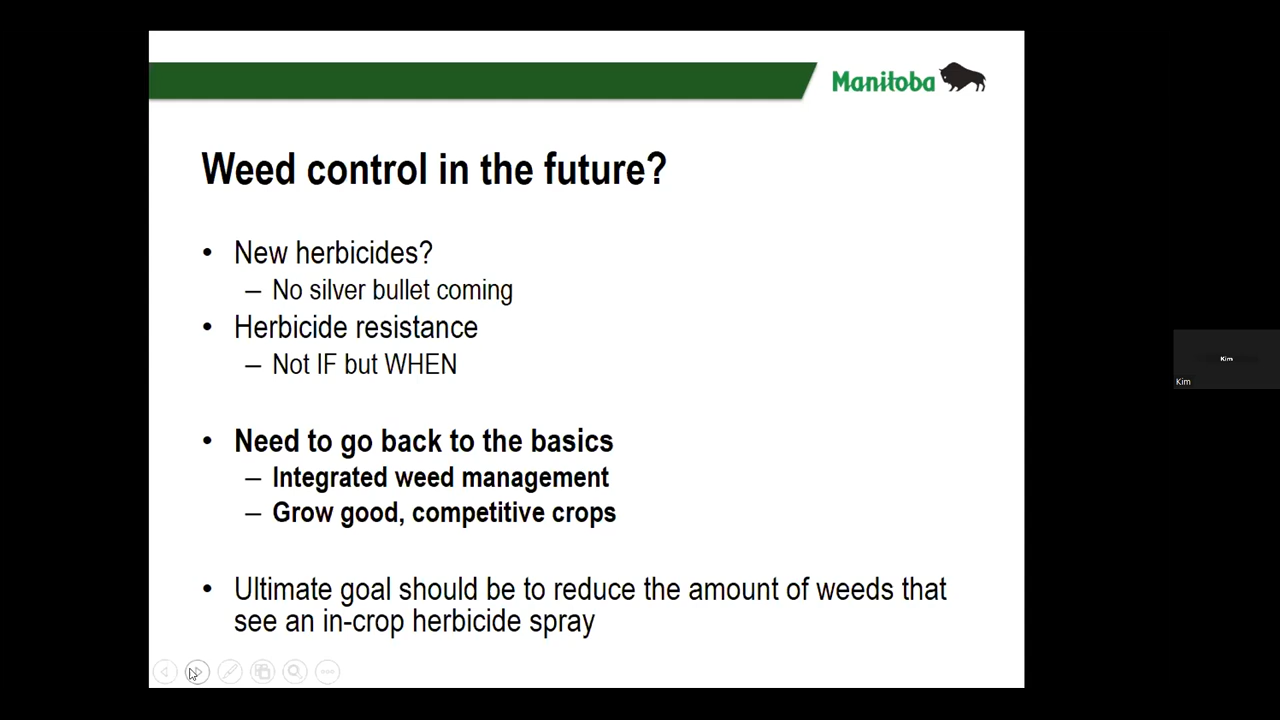 Manitoba
Weed control in the future?
• New herbicides?
– No silver bullet coming
• Herbicide resistance
– Not IF but WHEN
• Need to go back to the basics
– Integrated weed management
– Grow good, competitive crops
• Ultimate goal should be to reduce the amount of weeds that
see an in-crop herbicide spray
Kim
Kim